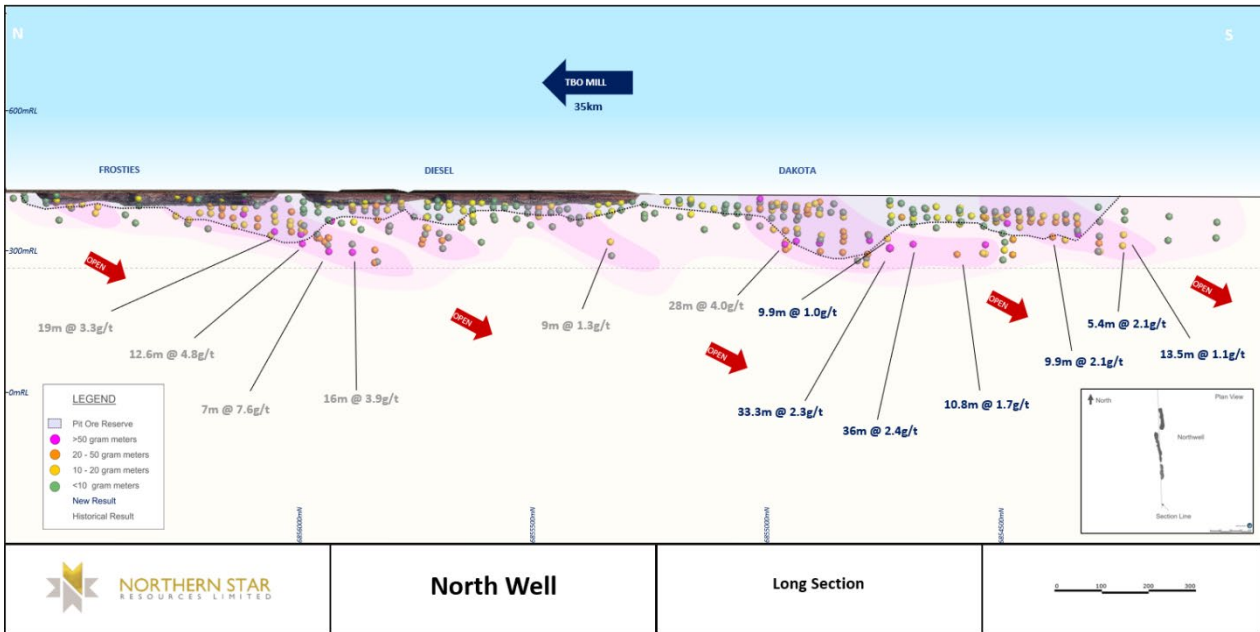 N
S
TBO MILL
35km
600mRL
FROSTIES
DIESEL
DAKOTA
300mRL
OPEN
OPEN
OPEN
OPEN
OPEN
19m @ 3.3g/t
12.6m @ 4.8g/t
7m @ 7.6g/t
16m @ 3.9g/t
9m @ 1.3g/t
28m @ 4.0g/t
9.9m @ 1.0g/t
33.3m @ 2.3g/t
36m @ 2.4g/t
10.8m @ 1.7g/t
9.9m @ 2.1g/t
5.4m @ 2.1g/t
13.5m @ 1.1g/t
0mRL
LEGEND
Pit Ore Reserve
>50 gram meters
20 - 50 gram meters
10 - 20 gram meters
<10 gram meters
New Result
Historical Result
North
Plan View
Northwell
Section Line
6856000mN
6855500mN
6855000mN
6854500mN
NORTHERN STAR
RESOURCES LIMITED
North Well
Long Section
0 100 200 300